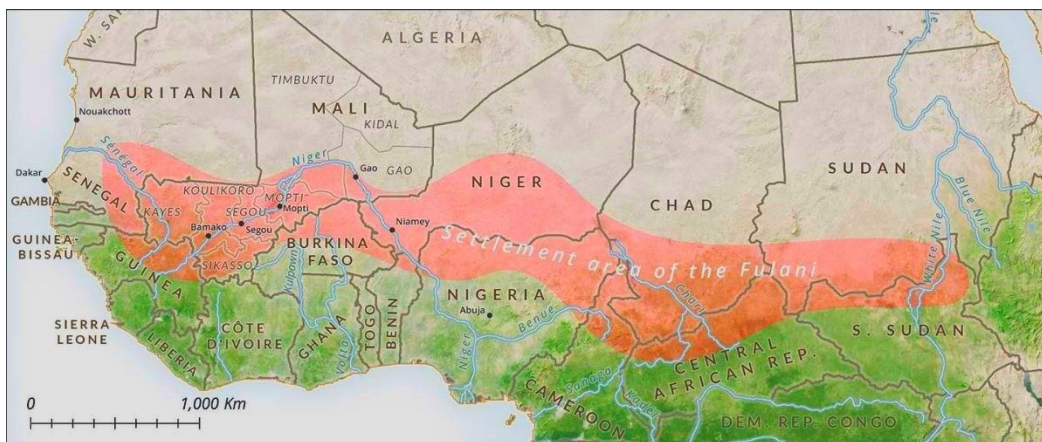 W. SA
ALGERIA
MAURITANIA
Nouakchott
TIMBUKTU
MALI
KIDAL
GAO
Sénégal
Niger
Gao
NIGER
CHAD
SUDAN
Blue Nile
White Nile
Dakar
SENEGAL
GAMBIA
KAYES
KOULIKORO
SEGOU
MOPTI
Mopti
Bamako
Segou
SIKASSO
Niamey
Settlement area of the Fulani
GUINEA-
BISSAU
GUINEA
BURKINA
FASO
Kulpawn
NIGERIA
Abuja
Benue
Niger
Chari
SIERRA
LEONE
LIBERIA
CÔTE
D'IVOIRE
GHANA
Volta
TOGO
BENIN
CAMEROON
Sanaga
CENTRAL
AFRICAN REP.
S. SUDAN
DEM. REP. CONGO
0
1,000 Km